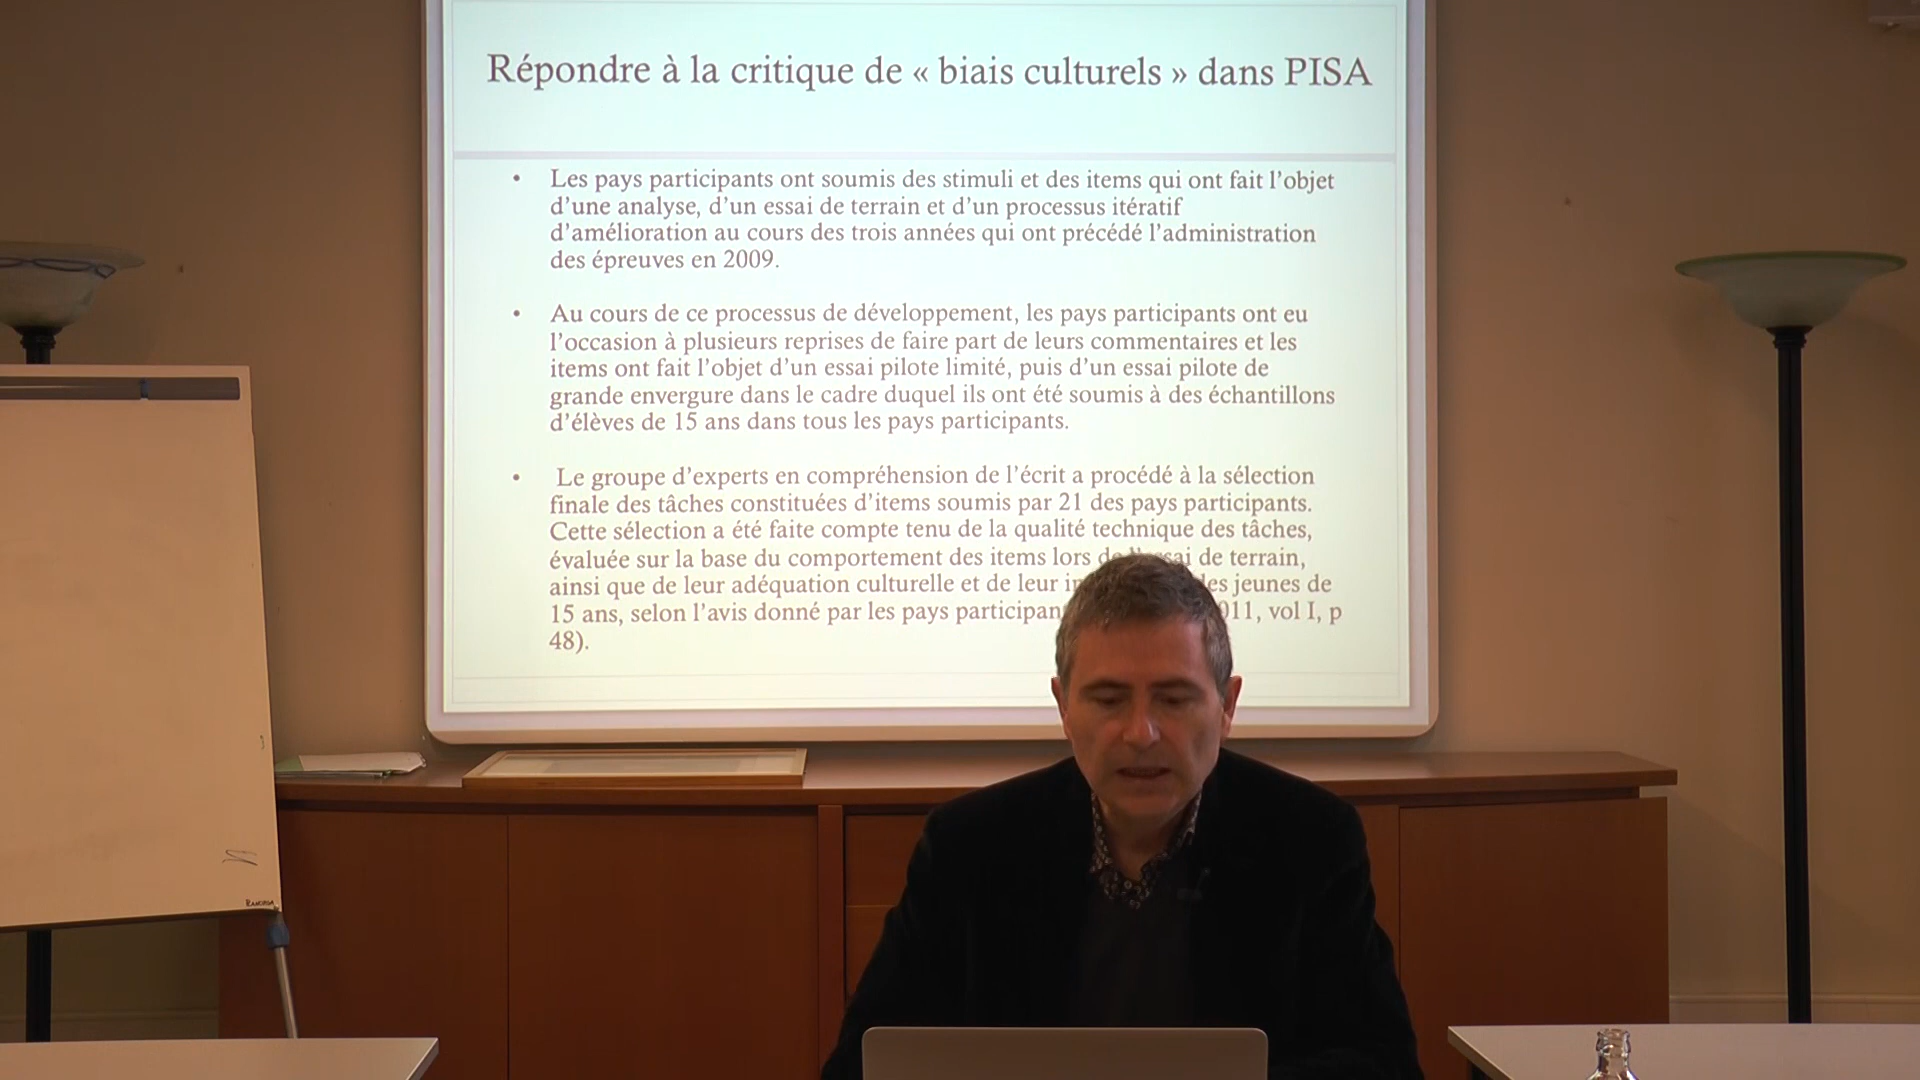 Répondre à la critique de « biais culturels » dans PISA
• Les pays participants ont soumis des stimuli et des items qui ont fait l’objet
d’une analyse, d’un essai de terrain et d’un processus itératif
d’amélioration au cours des trois années qui ont précédé l’administration
des épreuves en 2009.
• Au cours de ce processus de développement, les pays participants ont eu
l’occasion à plusieurs reprises de faire part de leurs commentaires et les
items ont fait l’objet d’un essai pilote limité, puis d’un essai pilote de
grande envergure dans le cadre duquel ils ont été soumis à des échantillons
d’élèves de 15 ans dans tous les pays participants.
• Le groupe d’experts en compréhension de l’écrit a procédé à la sélection
finale des tâches constituées d’items soumis par 21 des pays participants.
Cette sélection a été faite compte tenu de la qualité technique des tâches,
évaluée sur la base du comportement des items lors de l’essai de terrain,
ainsi que de leur adéquation culturelle et de leur les jeunes de
15 ans, selon l’avis donné par les pays vol I, p
48).